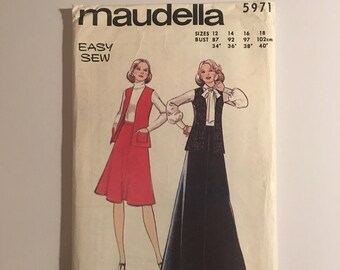 maudella 5971
EASY
SEW
SIZES 12 14 16 18
BUST 87 92 97 102cm
34" 36" 38" 40"